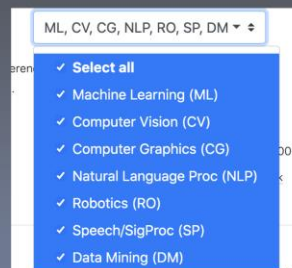 ML, CV, CG, NLP, RO, SP, DM
Select all
Machine Learning (ML)
Computer Vision (CV)
Computer Graphics (CG)
00
Natural Language Proc (NLP)
Robotics (RO)
Speech/SigProc (SP)
Data Mining (DM)